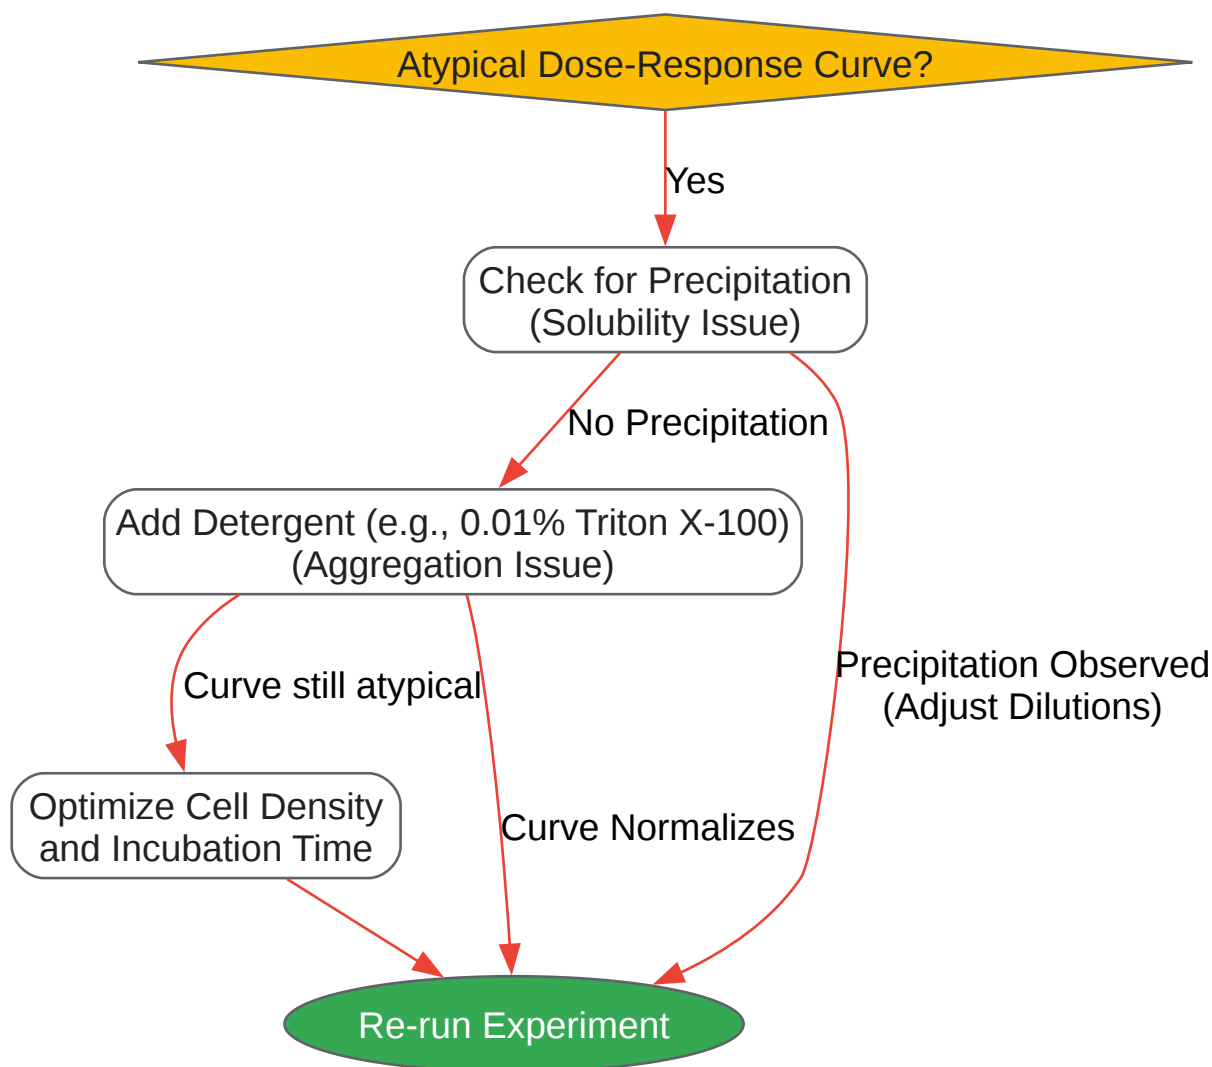 Atypical Dose-Response Curve?
Yes
Check for Precipitation
(Solubility Issue)
No Precipitation
Add Detergent (e.g., 0.01% Triton X-100)
(Aggregation Issue)
Precipitation Observed
(Adjust Dilutions)
Curve still atypical
Optimize Cell Density
and Incubation Time
Curve Normalizes
Re-run Experiment